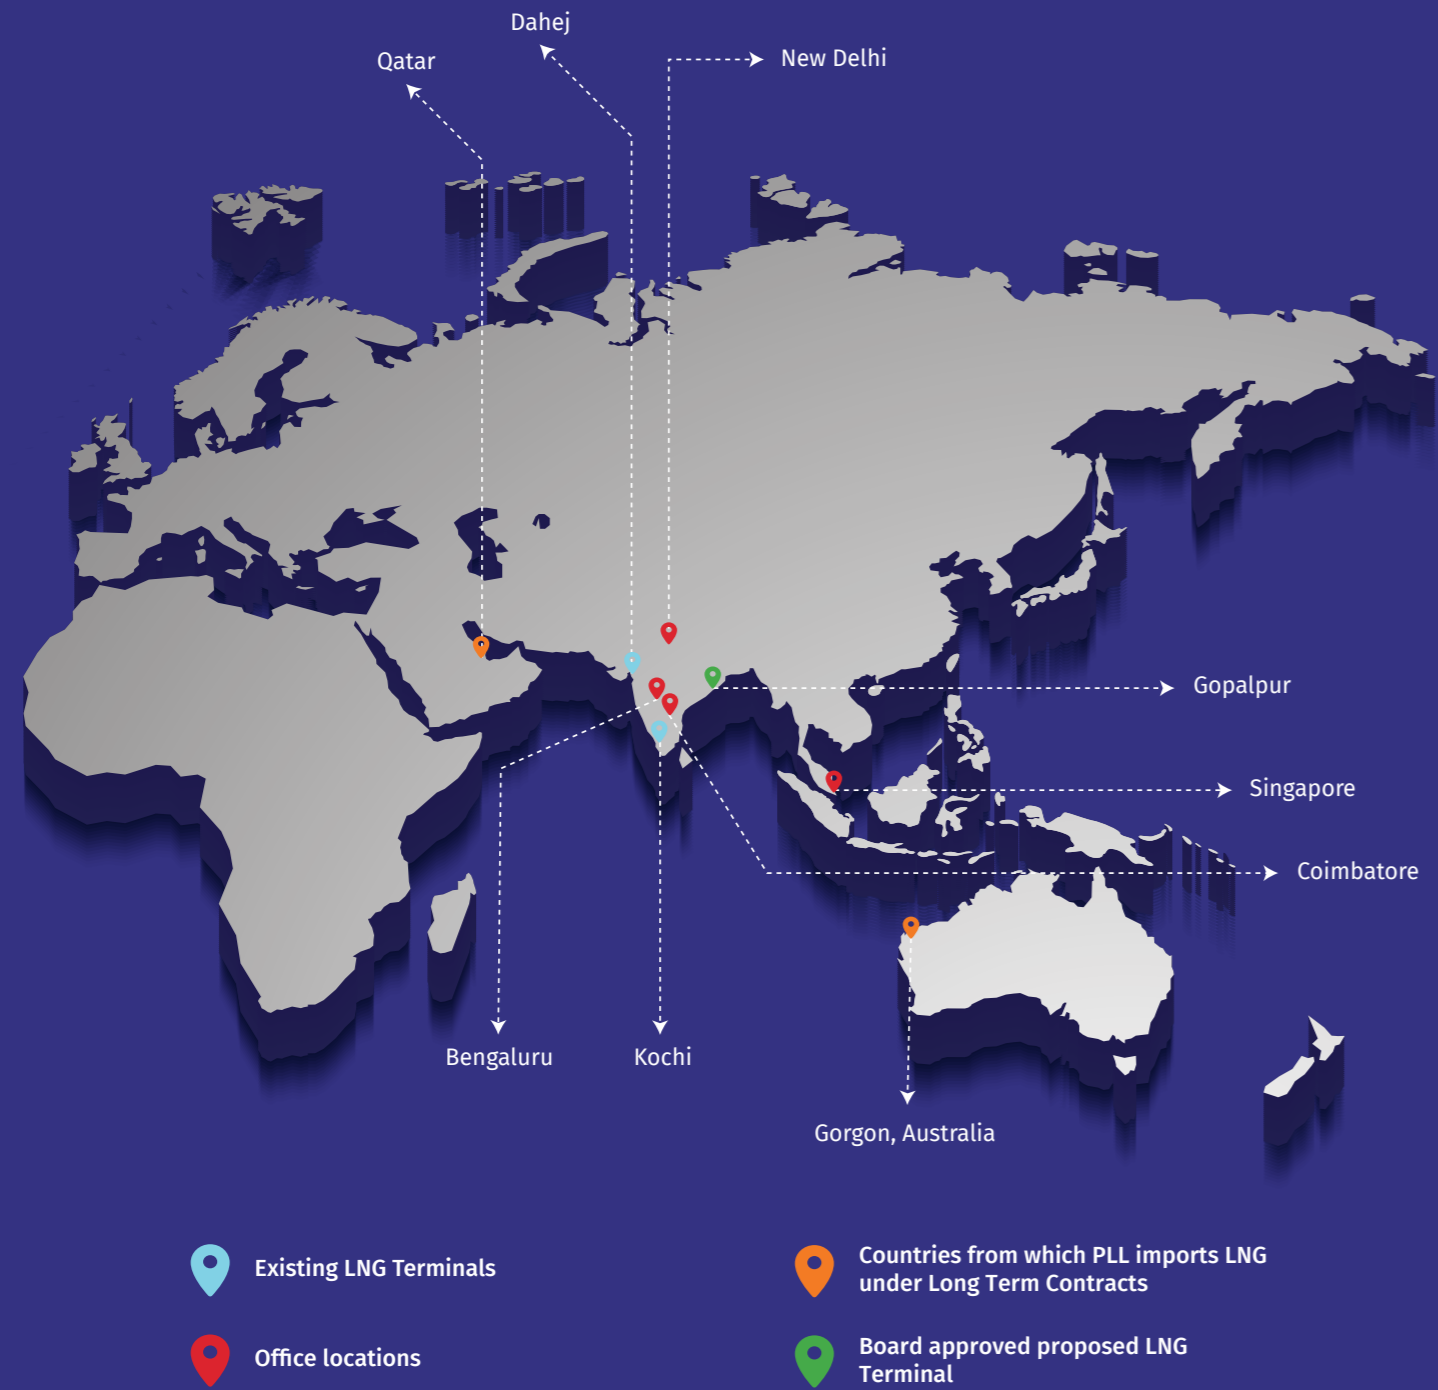 Dahej
Qatar
New Delhi
Gopalpur
Singapore
Coimbatore
Bengaluru
Kochi
Gorgon, Australia
Existing LNG Terminals
Countries from which PLL imports LNG
under Long Term Contracts
Office locations
Board approved proposed LNG
Terminal